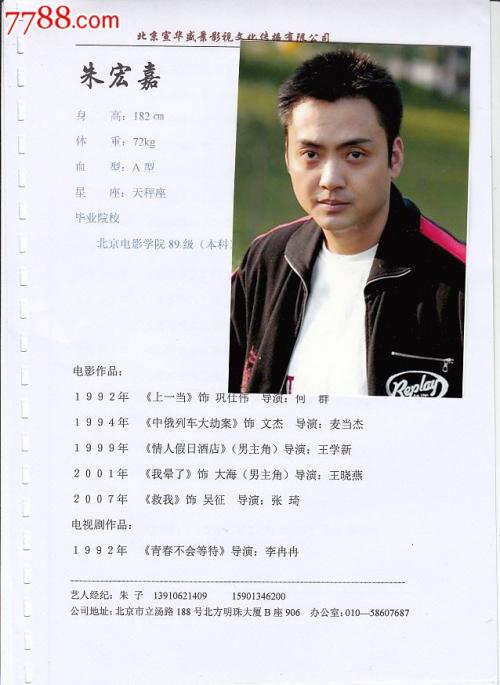 7788.com
北京宣华盛景影视文化传播有限公司
朱宏嘉
身 高：182㎝
体 重：72kg
血 型：A 型
星 座：天秤座
毕业院校
北京电影学院 89 级（本科）
Replay
电影作品：
1992年 《上一当》饰 巩仕伟 导演：何 群
1994年 《中俄列车大劫案》饰 文杰 导演：麦当杰
1999年 《情人假日酒店》（男主角）导演：王学新
2001年 《我晕了》饰 大海（男主角）导演：王晓燕
2007年 《救我》饰 吴征 导演：张 琦
电视剧作品：
1992年 《青春不会等待》导演：李冉冉
艺人经纪：朱 子 13910621409 15901346200
公司地址：北京市立汤路 188 号北方明珠大厦 B 座 906 办公室：010—58607687